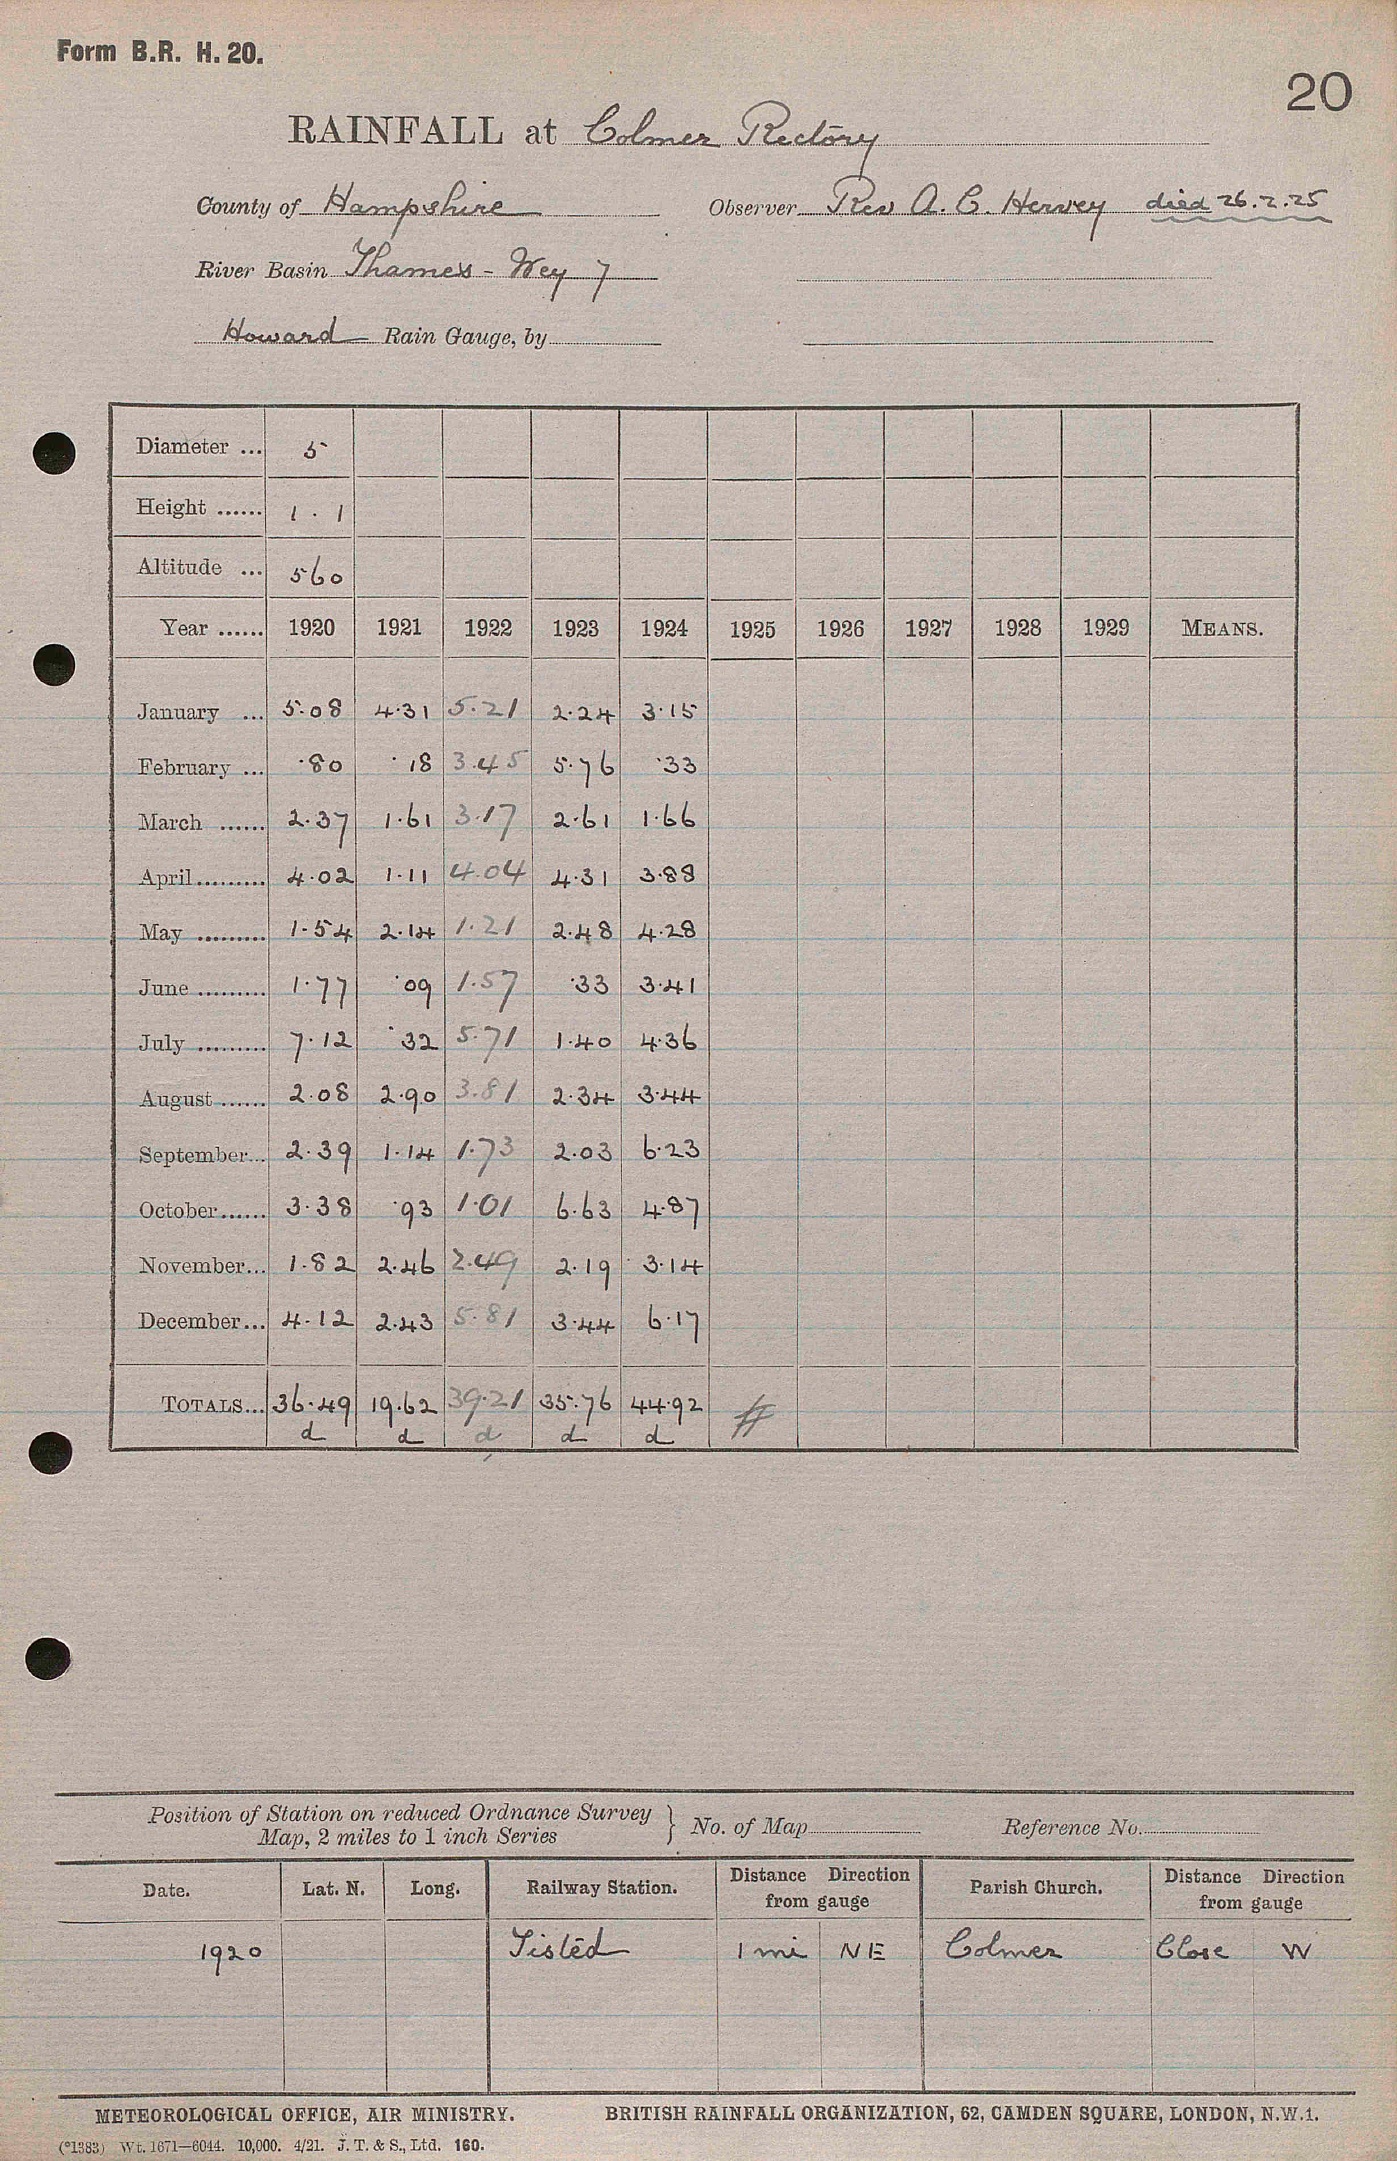 Form B.R. H. 20.
20
RAINFALL at Colmer Rectory
County of Hampshire Observer Rev A. C. Hervey died 26.2.25
River Basin Thames - Wey 7
Howard Rain Gauge, by
Diameter ... 5
Height ...... 1 . 1
Altitude ... 560
Year ...... 1920 1921 1922 1923 1924 1925 1926 1927 1928 1929 MEANS.
January ... 5.08 4.31 5.21 2.24 3.15
February ... .80 .18 3.45 5.76 .33
March ...... 2.37 1.61 3.17 2.61 1.66
April......... 4.02 1.11 4.04 4.31 3.88
May ......... 1.54 2.14 1.21 2.48 4.28
June ......... 1.77 .09 1.57 .33 3.41
July ......... 7.12 .32 5.71 1.40 4.36
August ...... 2.08 2.90 3.81 2.34 3.44
September... 2.39 1.14 1.73 2.03 6.23
October...... 3.38 .93 1.01 6.63 4.87
November... 1.82 2.46 2.49 2.19 3.14
December... 4.12 2.43 5.81 3.44 6.17
TOTALS... 36.49 19.62 39.21 35.76 44.92 #
d d d d d
Position of Station on reduced Ordnance Survey
Map, 2 miles to 1 inch Series } No. of Map Reference No.
Date. Lat. N. Long. Railway Station. Distance Direction from gauge Parish Church. Distance Direction from gauge
1920 Tisted 1 mi NE Colmer Close W
METEOROLOGICAL OFFICE, AIR MINISTRY. BRITISH RAINFALL ORGANIZATION, 62, CAMDEN SQUARE, LONDON, N.W.1.
(*1383) Wt. 1671—6044. 10,000. 4/21. J. T. & S., Ltd. 160.